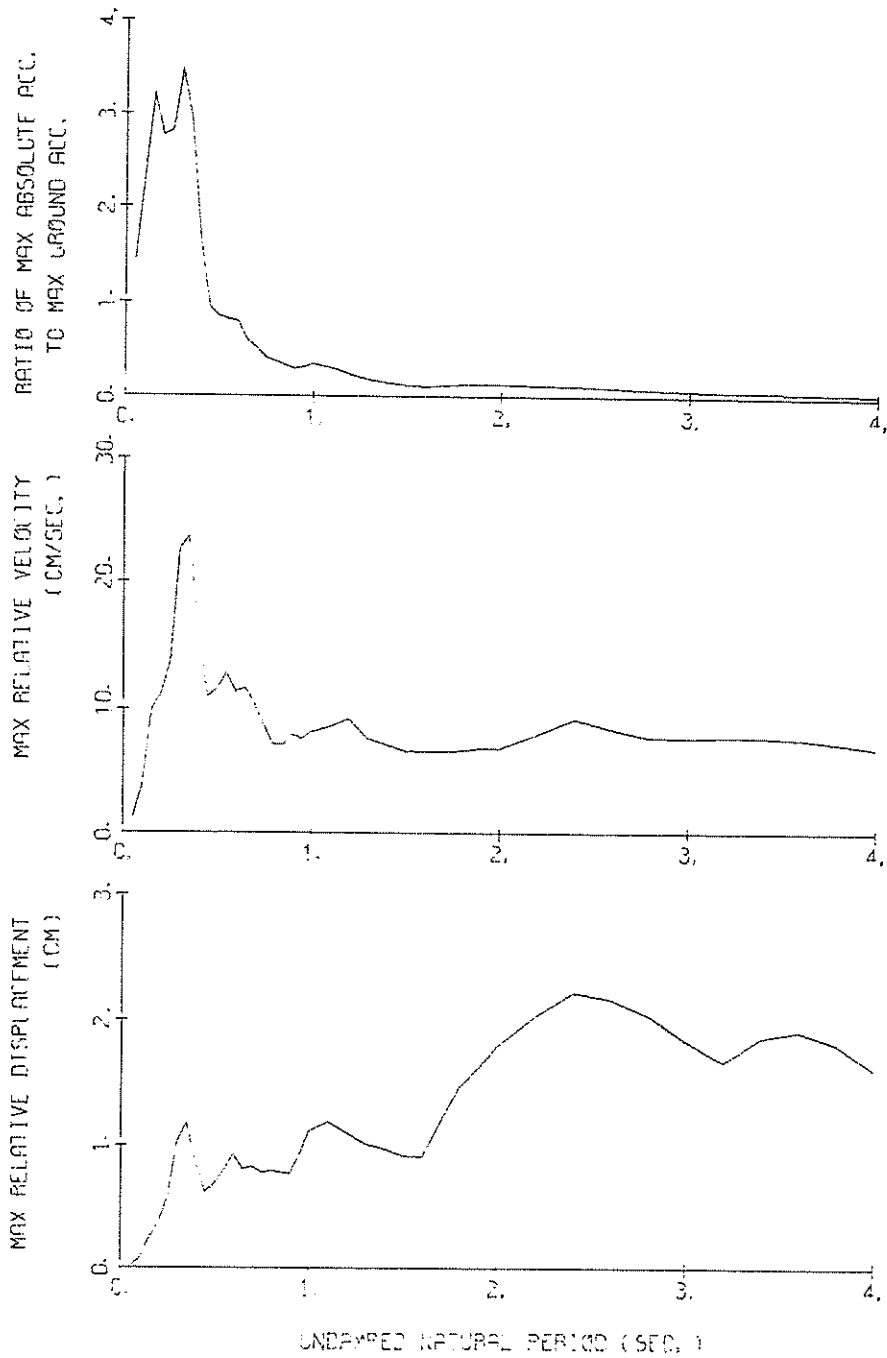 RATIO OF MAX ABSOLUTE ACC.
TO MAX GROUND ACC.
4.
3.
2.
1.
0.
0. 1. 2. 3. 4.
MAX RELATIVE VELOCITY
(CM/SEC.)
30.
20.
10.
0.
0. 1. 2. 3. 4.
MAX RELATIVE DISPLACEMENT
(CM)
3.
2.
1.
0.
0. 1. 2. 3. 4.
UNDAMPED NATURAL PERIOD (SEC.)